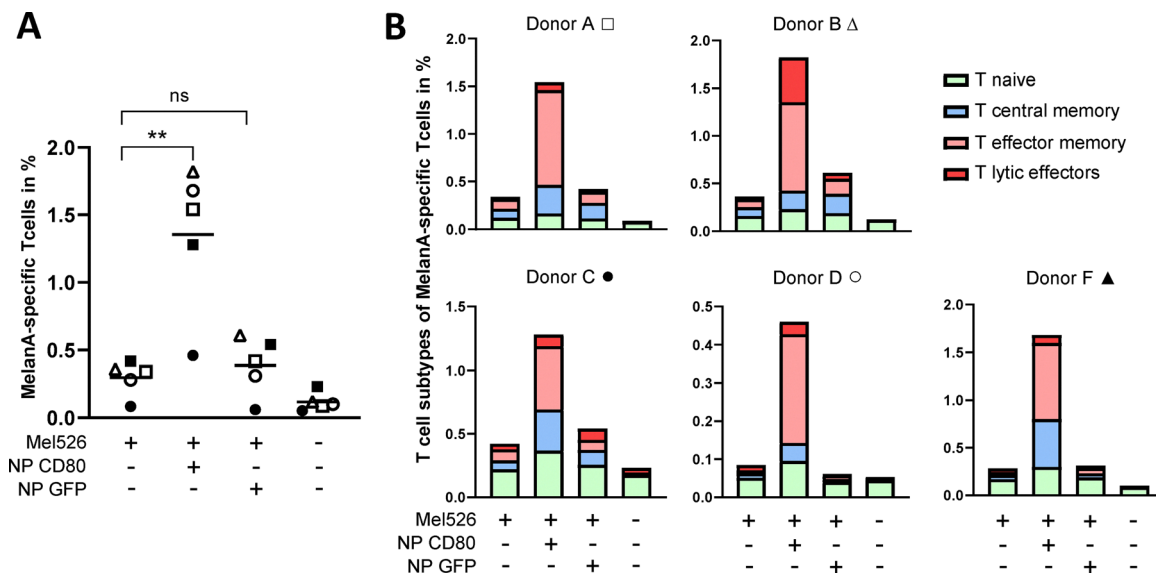 A
ns
**
MelanA-specific Tcells in %
2.0
1.5
1.0
0.5
0.0
Mel526 + + + -
NP CD80 - + - -
NP GFP - - + -
B
T cell subtypes of MelanA-specific Tcells in %
Donor A □
2.0
1.5
1.0
0.5
0.0
Donor B Δ
2.0
1.5
1.0
0.5
0.0
T naive
T central memory
T effector memory
T lytic effectors
Donor C ●
1.5
1.0
0.5
0.0
Donor D ○
0.5
0.4
0.3
0.2
0.1
0.0
Donor F ▲
2.0
1.5
1.0
0.5
0.0
Mel526 + + + - + + + - + + + -
NP CD80 - + - - - + - - - + - -
NP GFP - - + - - - + - - - + -